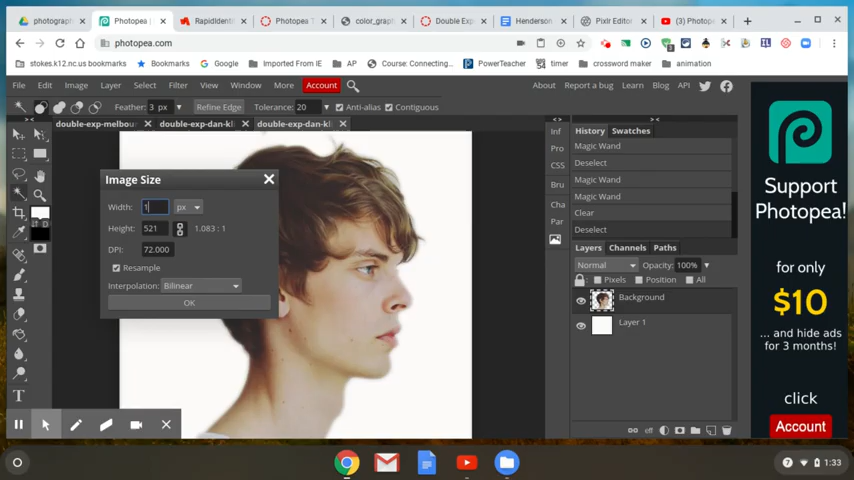 photograph
Photopea
RapidIdenti
Photopea T
color_grap
Double Ex
Henderson
Pixlr Editor
(3) Photope
photopea.com
stokes.k12.nc.us bookmarks
Bookmarks
Google
Imported From IE
AP
Course: Connecting...
PowerTeacher
timer
crossword maker
animation
File Edit Image Layer Select Filter View Window More Account
About Report a bug Learn Blog API
Feather: 3 px Refine Edge Tolerance: 20 Anti-alias Contiguous
double-exp-melbou double-exp-dan-kl double-exp-dan-kl
Image Size
Width: 1 px
Height: 521 1.083 : 1
DPI: 72.000
Resample
Interpolation: Bilinear
OK
T
D
Inf
Pro
CSS
Bru
Cha
Par
History Swatches
Magic Wand
Deselect
Magic Wand
Magic Wand
Clear
Deselect
Layers Channels Paths
Normal Opacity: 100%
Pixels Position All
Background
Layer 1
eff
Support
Photopea!
for only
$10
... and hide ads
for 3 months!
click
Account
7 1:33